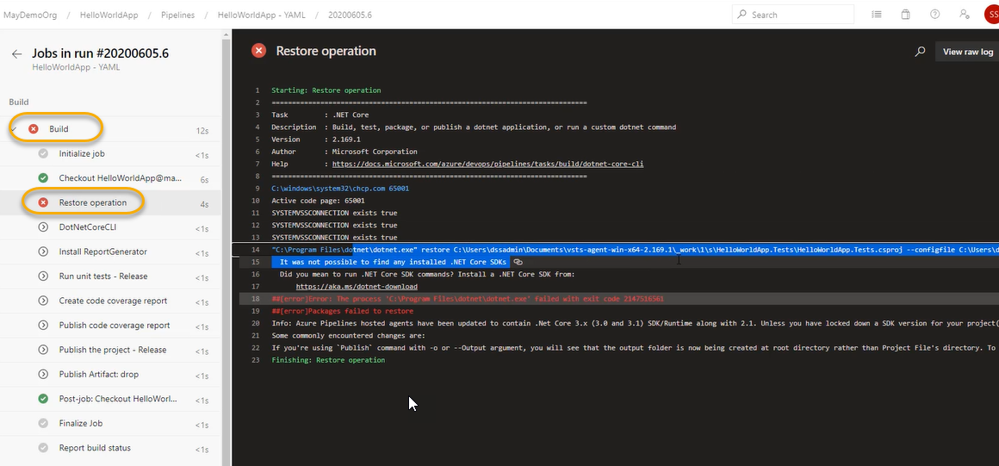 MayDemoOrg / HelloWorldApp / Pipelines / HelloWorldApp - YAML / 20200605.6
Search
SS
Jobs in run #20200605.6
HelloWorldApp - YAML
Build
Build 12s
Initialize job <1s
Checkout HelloWorldApp@ma... 6s
Restore operation 4s
DotNetCoreCLI <1s
Install ReportGenerator <1s
Run unit tests - Release <1s
Create code coverage report <1s
Publish code coverage report <1s
Publish the project - Release <1s
Publish Artifact: drop <1s
Post-job: Checkout HelloWorl... <1s
Finalize Job <1s
Report build status <1s
Restore operation
View raw log
1 Starting: Restore operation
2 ==============================================================================
3 Task : .NET Core
4 Description : Build, test, package, or publish a dotnet application, or run a custom dotnet command
5 Version : 2.169.1
6 Author : Microsoft Corporation
7 Help : https://docs.microsoft.com/azure/devops/pipelines/tasks/build/dotnet-core-cli
8 ==============================================================================
9 C:\windows\system32\chcp.com 65001
10 Active code page: 65001
11 SYSTEMVSSCONNECTION exists true
12 SYSTEMVSSCONNECTION exists true
13 SYSTEMVSSCONNECTION exists true
14 "C:\Program Files\dotnet\dotnet.exe" restore C:\Users\dssadmin\Documents\vsts-agent-win-x64-2.169.1\_work\1\s\HelloWorldApp.Tests\HelloWorldApp.Tests.csproj --configfile C:\Users\d
15 It was not possible to find any installed .NET Core SDKs
16 Did you mean to run .NET Core SDK commands? Install a .NET Core SDK from:
17 https://aka.ms/dotnet-download
18 ##[error]Error: The process 'C:\Program Files\dotnet\dotnet.exe' failed with exit code 2147516561
19 ##[error]Packages failed to restore
20 Info: Azure Pipelines hosted agents have been updated to contain .Net Core 3.x (3.0 and 3.1) SDK/Runtime along with 2.1. Unless you have locked down a SDK version for your project(
21 Some commonly encountered changes are:
22 If you're using `Publish` command with -o or --Output argument, you will see that the output folder is now being created at root directory rather than Project File's directory. To
23 Finishing: Restore operation